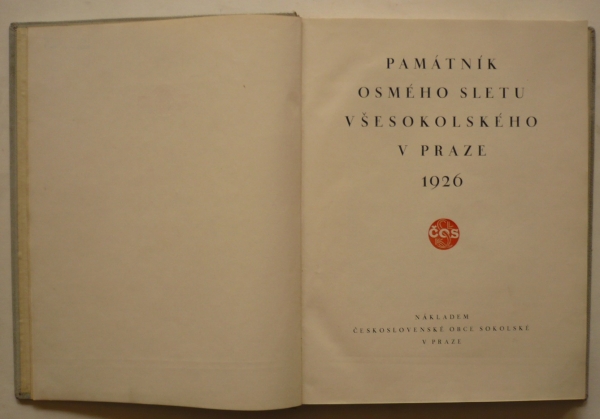 PAMÁTNÍK
OSMÉHO SLETU
VŠESOKOLSKÉHO
V PRAZE
1926
ČOS
NÁKLADEM
ČESKOSLOVENSKÉ OBCE SOKOLSKÉ
V PRAZE